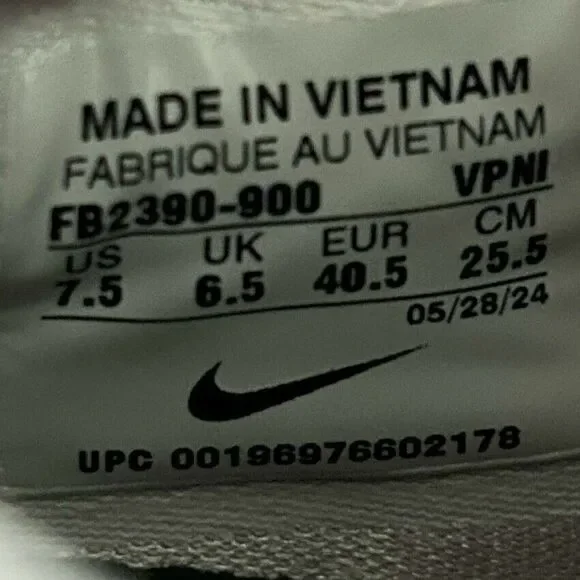 MADE IN VIETNAM
FABRIQUE AU VIETNAM
FB2390-900 VPNI
US UK EUR CM
7.5 6.5 40.5 25.5
05/28/24
UPC 00196976602178